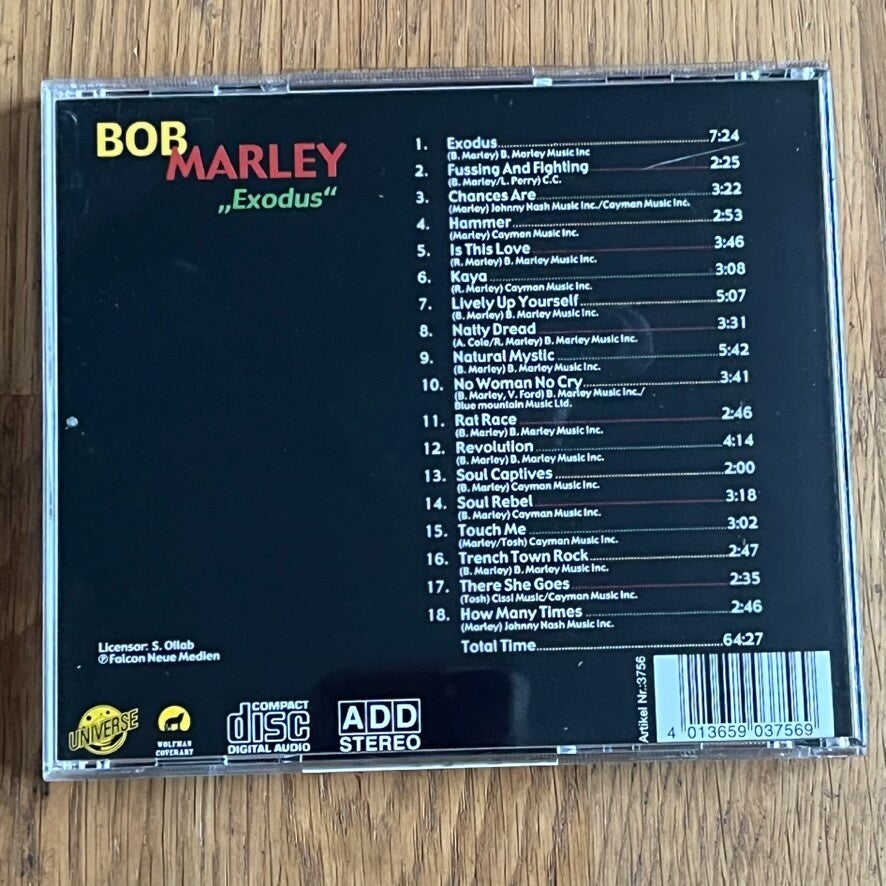 BOB
MARLEY
„Exodus“
1. Exodus 7:24
(B. Marley) B. Marley Music Inc
2. Fussing And Fighting 2:25
(B. Marley/L. Perry) C.C.
3. Chances Are 3:22
(Marley) Johnny Nash Music Inc./Cayman Music Inc.
4. Hammer 2:53
(Marley) Cayman Music Inc.
5. Is This Love 3:46
(R. Marley) B. Marley Music Inc.
6. Kaya 3:08
(R. Marley) Cayman Music Inc.
7. Lively Up Yourself 5:07
(B. Marley) B. Marley Music Inc.
8. Natty Dread 3:31
(A. Cole/R. Marley) B. Marley Music Inc.
9. Natural Mystic 5:42
(B. Marley) B. Marley Music Inc.
10. No Woman No Cry 3:41
(B. Marley, V. Ford) B. Marley Music Inc./
Blue mountain Music Ltd.
11. Rat Race 2:46
(B. Marley) B. Marley Music Inc.
12. Revolution 4:14
(B. Marley) B. Marley Music Inc.
13. Soul Captives 2:00
(B. Marley) Cayman Music Inc.
14. Soul Rebel 3:18
(B. Marley) Cayman Music Inc.
15. Touch Me 3:02
(Marley/Tosh) Cayman Music Inc.
16. Trench Town Rock 2:47
(B. Marley) B. Marley Music Inc.
17. There She Goes 2:35
(Tosh) Cissi Music/Cayman Music Inc.
18. How Many Times 2:46
(Marley) Johnny Nash Music Inc.
Total Time 64:27
Licensor: S. Ollab
℗Falcon Neue Medien
UNIVERSE
WOLFMAN
COVENANT
COMPACT
disc
DIGITAL AUDIO
ADD
STEREO
Artikel Nr.:3756
4 013659 037569